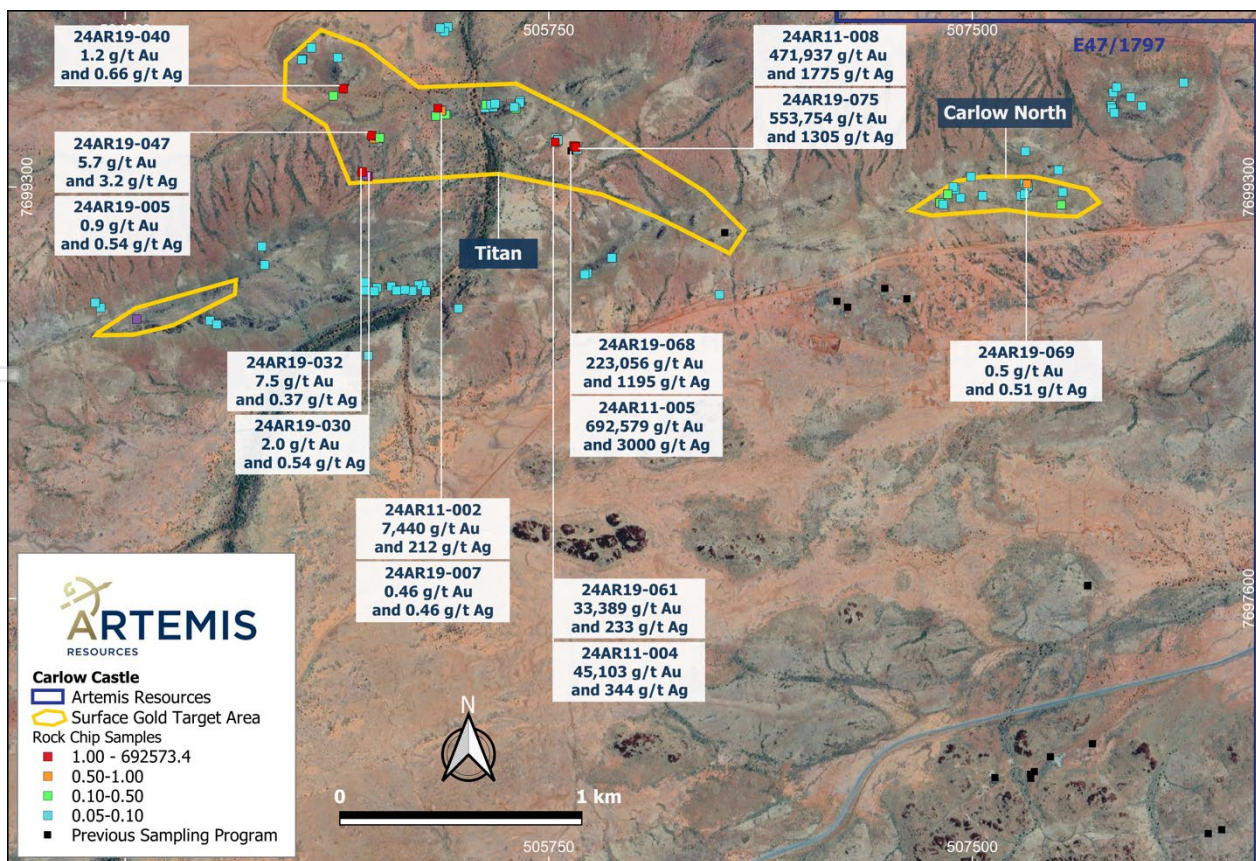 505750
507500
E47/1797
24AR19-040
1.2 g/t Au
and 0.66 g/t Ag
24AR11-008
471,937 g/t Au
and 1775 g/t Ag
24AR19-075
553,754 g/t Au
and 1305 g/t Ag
Carlow North
24AR19-047
5.7 g/t Au
and 3.2 g/t Ag
24AR19-005
0.9 g/t Au
and 0.54 g/t Ag
7699300
7699300
Titan
24AR19-032
7.5 g/t Au
and 0.37 g/t Ag
24AR19-030
2.0 g/t Au
and 0.54 g/t Ag
24AR19-068
223,056 g/t Au
and 1195 g/t Ag
24AR11-005
692,579 g/t Au
and 3000 g/t Ag
24AR19-069
0.5 g/t Au
and 0.51 g/t Ag
24AR11-002
7,440 g/t Au
and 212 g/t Ag
24AR19-007
0.46 g/t Au
and 0.46 g/t Ag
24AR19-061
33,389 g/t Au
and 233 g/t Ag
24AR11-004
45,103 g/t Au
and 344 g/t Ag
7697600
ARTEMIS
RESOURCES
Carlow Castle
Artemis Resources
Surface Gold Target Area
Rock Chip Samples
1.00 - 692573.4
0.50-1.00
0.10-0.50
0.05-0.10
Previous Sampling Program
N
0
1 km
505750
507500